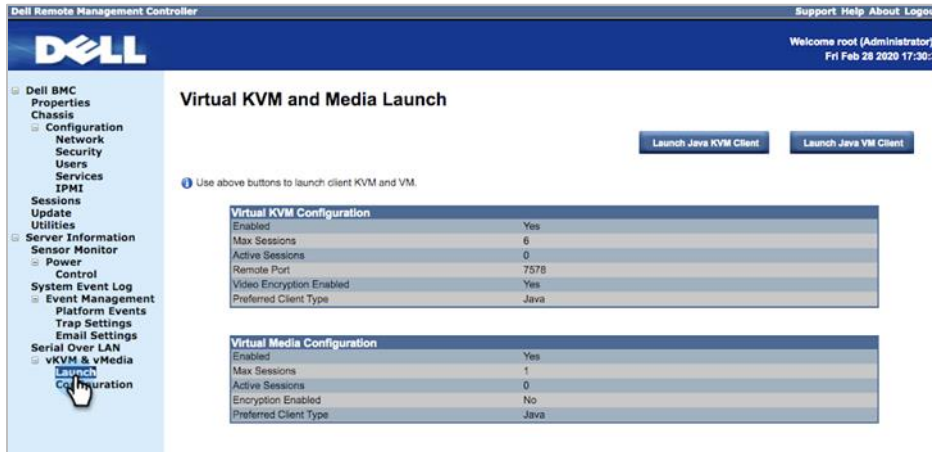 Dell Remote Management Controller
Support Help About Logou
DELL
Welcome root (Administrator)
Fri Feb 28 2020 17:30:
Dell BMC
Properties
Chassis
Configuration
Network
Security
Users
Services
IPMI
Sessions
Update
Utilities
Server Information
Sensor Monitor
Power
Control
System Event Log
Event Management
Platform Events
Trap Settings
Email Settings
Serial Over LAN
vKVM & vMedia
Launch
Configuration
Virtual KVM and Media Launch
Launch Java KVM Client
Launch Java VM Client
Use above buttons to launch client KVM and VM.
Virtual KVM Configuration
Enabled Yes
Max Sessions 6
Active Sessions 0
Remote Port 7578
Video Encryption Enabled Yes
Preferred Client Type Java
Virtual Media Configuration
Enabled Yes
Max Sessions 1
Active Sessions 0
Encryption Enabled No
Preferred Client Type Java